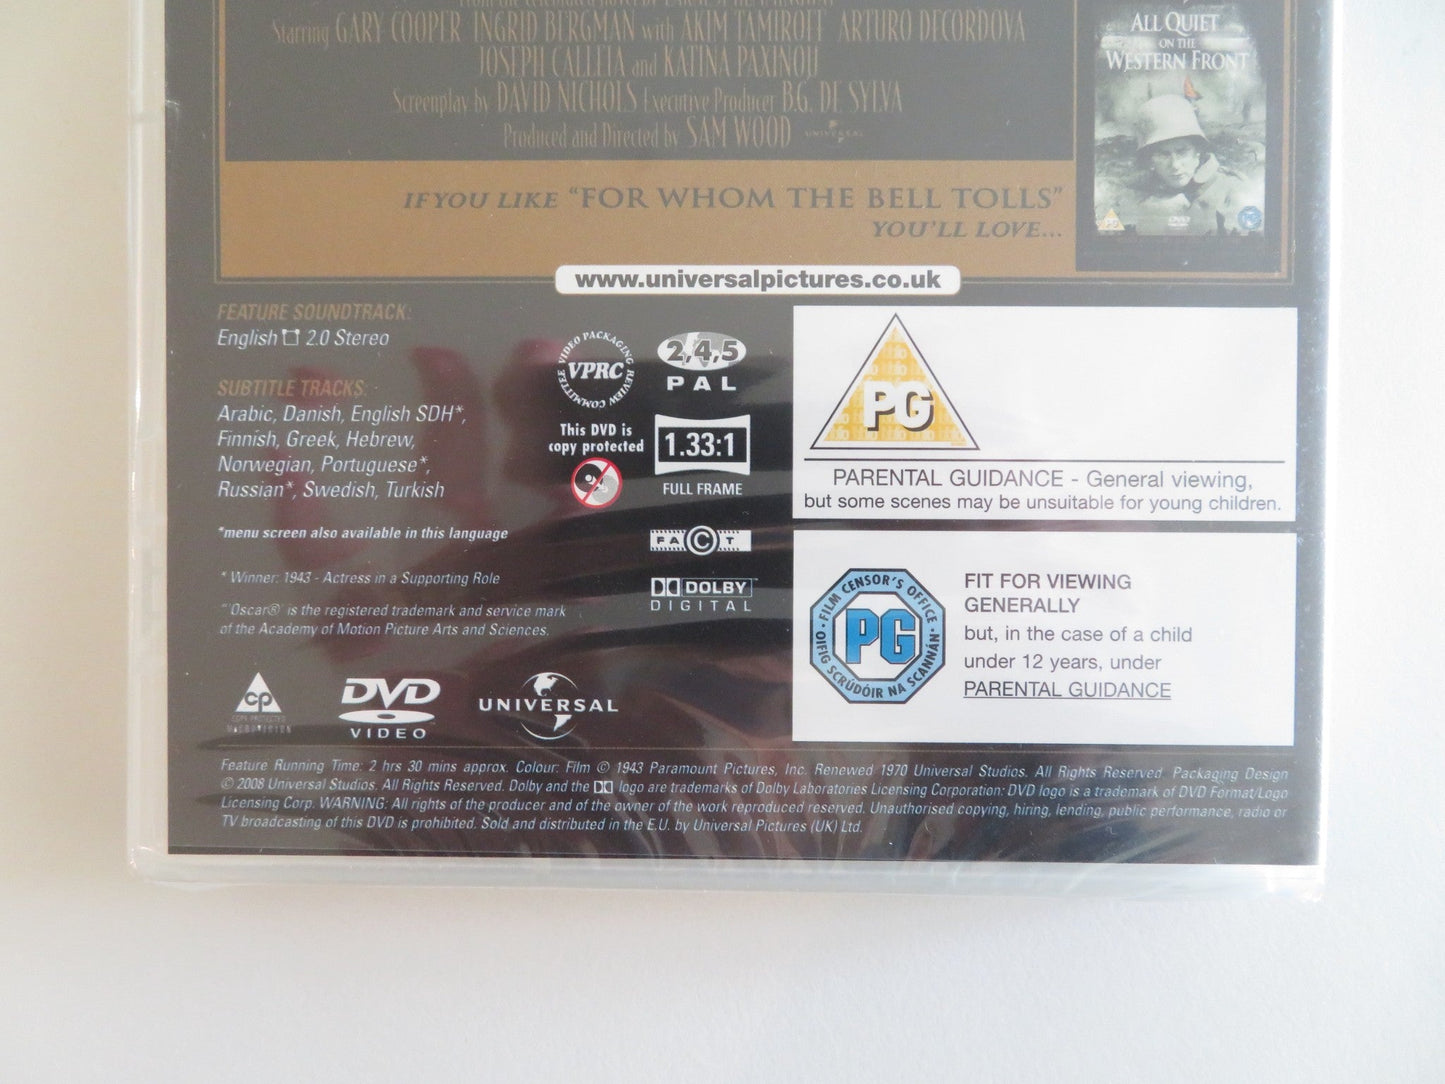 Starring GARY COOPER INGRID BERGMAN with AKIM TAMIROFF ARTURO DECORDOVA
JOSEPH CALLEIA and KATINA PAXINOU
Screenplay by DAVID NICHOLS Executive Producer B.G. DE SYLVA
Produced and Directed by SAM WOOD UNIVERSAL
ALL QUIET
ON THE
WESTERN FRONT
PG DVD PG
IF YOU LIKE "FOR WHOM THE BELL TOLLS"
YOU'LL LOVE...
www.universalpictures.co.uk
FEATURE SOUNDTRACK:
English 2.0 Stereo
SUBTITLE TRACKS:
Arabic, Danish, English SDH*,
Finnish, Greek, Hebrew,
Norwegian, Portuguese*,
Russian*, Swedish, Turkish
*menu screen also available in this language
* Winner: 1943 - Actress in a Supporting Role
"Oscar® is the registered trademark and service mark
of the Academy of Motion Picture Arts and Sciences.
VIDEO PACKAGING REVIEW COMMITTEE
VPRC
This DVD is
copy protected
2,4,5
PAL
1.33:1
FULL FRAME
FACT
DOLBY
DIGITAL
PG
PARENTAL GUIDANCE - General viewing,
but some scenes may be unsuitable for young children.
FILM CENSOR'S OFFICE
PG
OIFIG SCRÚDÓIR NA SCANNÁN
FIT FOR VIEWING
GENERALLY
but, in the case of a child
under 12 years, under
PARENTAL GUIDANCE
cp
COPY PROTECTED
MACROVISION
DVD
VIDEO
UNIVERSAL
Feature Running Time: 2 hrs 30 mins approx. Colour: Film © 1943 Paramount Pictures, Inc. Renewed 1970 Universal Studios. All Rights Reserved. Packaging Design
© 2008 Universal Studios. All Rights Reserved. Dolby and the logo are trademarks of Dolby Laboratories Licensing Corporation: DVD logo is a trademark of DVD Format/Logo
Licensing Corp. WARNING: All rights of the producer and of the owner of the work reproduced reserved. Unauthorised copying, hiring, lending, public performance, radio or
TV broadcasting of this DVD is prohibited. Sold and distributed in the E.U. by Universal Pictures (UK) Ltd.